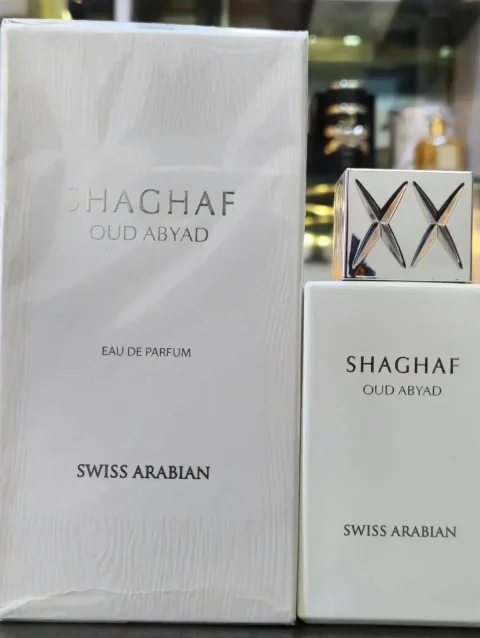 SHAGHAF
OUD ABYAD
EAU DE PARFUM
SWISS ARABIAN
SHAGHAF
OUD ABYAD
SWISS ARABIAN